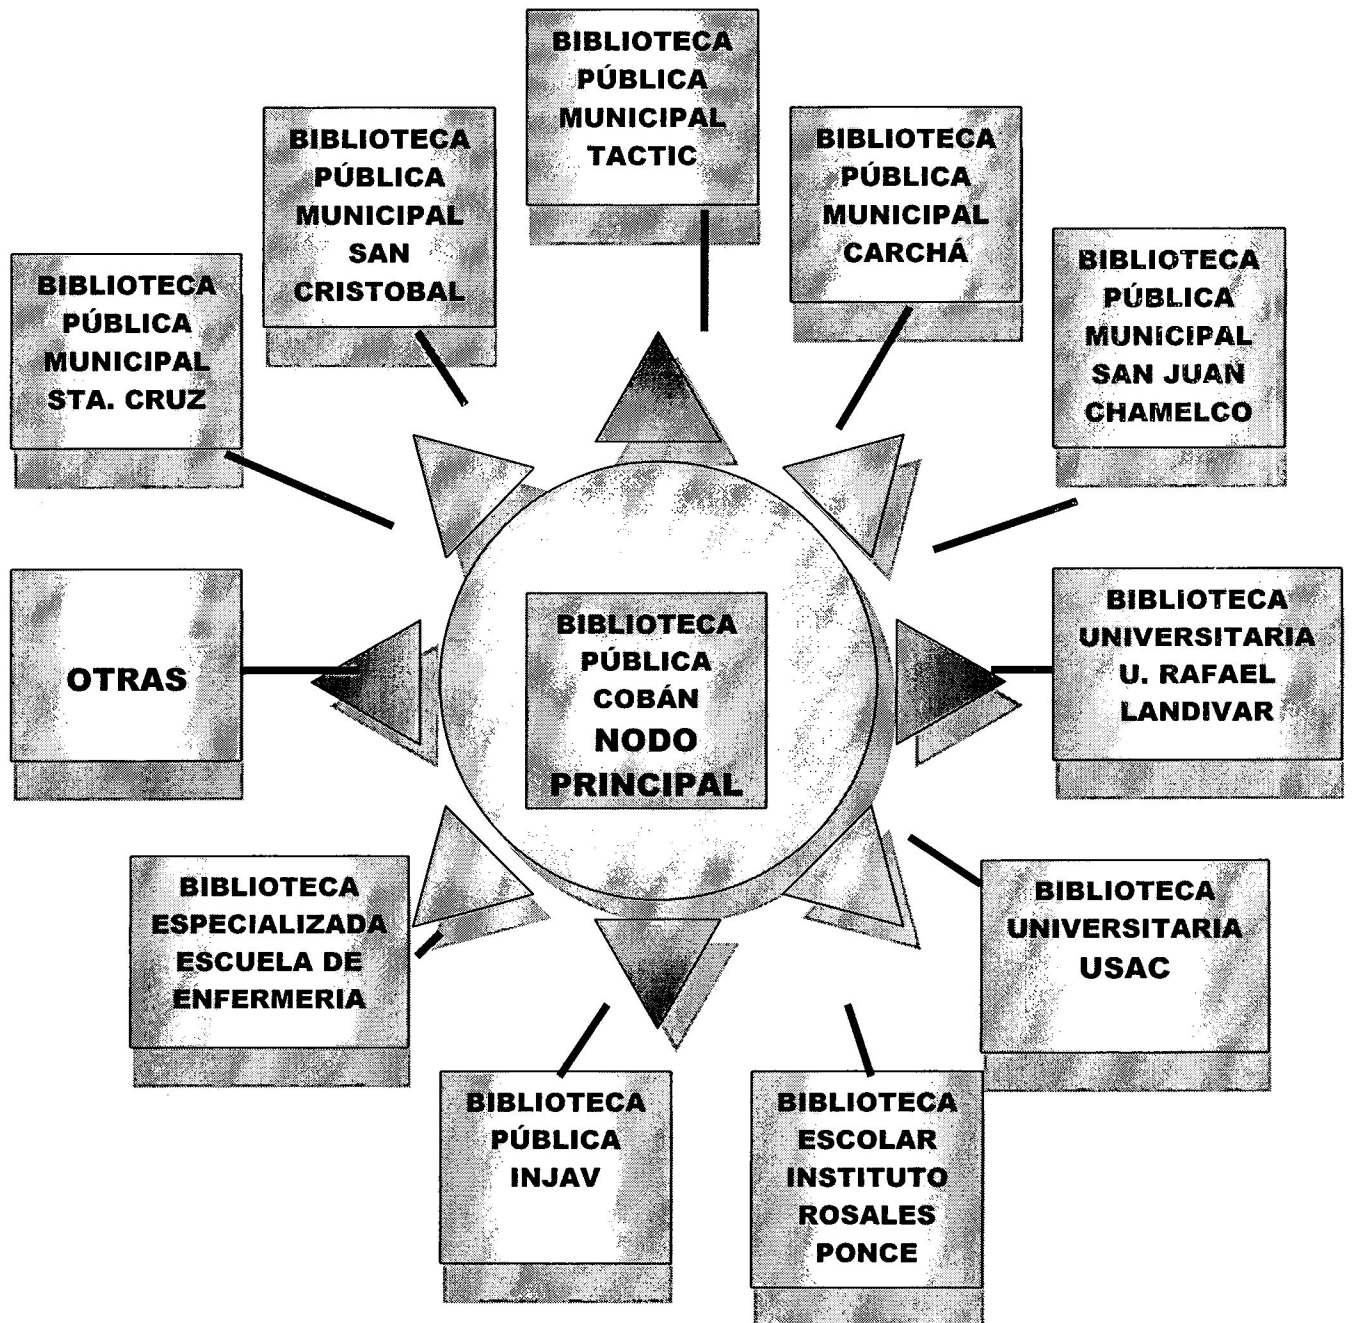 BIBLIOTECA
PÚBLICA
MUNICIPAL
TACTIC
BIBLIOTECA
PÚBLICA
MUNICIPAL
SAN
CRISTOBAL
BIBLIOTECA
PÚBLICA
MUNICIPAL
CARCHÁ
BIBLIOTECA
PÚBLICA
MUNICIPAL
STA. CRUZ
BIBLIOTECA
PÚBLICA
MUNICIPAL
SAN JUAN
CHAMELCO
OTRAS
BIBLIOTECA
PÚBLICA
COBÁN
NODO
PRINCIPAL
BIBLIOTECA
UNIVERSITARIA
U. RAFAEL
LANDIVAR
BIBLIOTECA
ESPECIALIZADA
ESCUELA DE
ENFERMERIA
BIBLIOTECA
UNIVERSITARIA
USAC
BIBLIOTECA
PÚBLICA
INJAV
BIBLIOTECA
ESCOLAR
INSTITUTO
ROSALES
PONCE